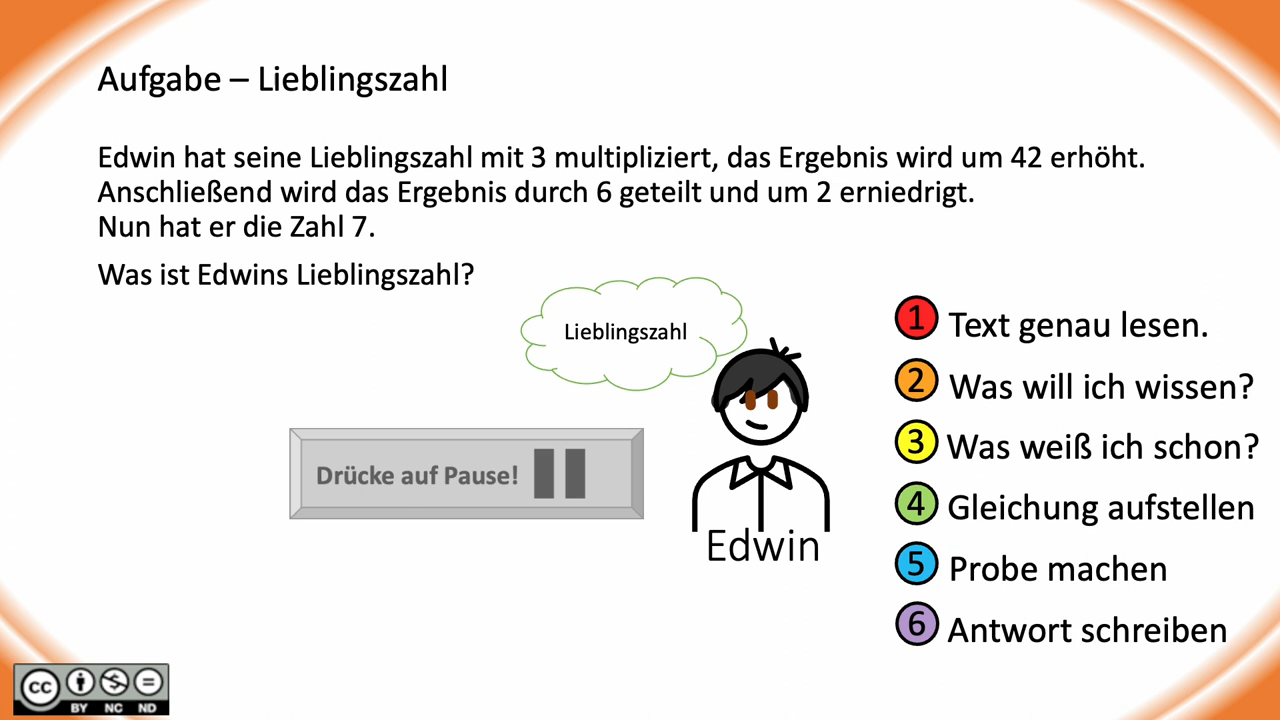 Aufgabe – Lieblingszahl
Edwin hat seine Lieblingszahl mit 3 multipliziert, das Ergebnis wird um 42 erhöht.
Anschließend wird das Ergebnis durch 6 geteilt und um 2 erniedrigt.
Nun hat er die Zahl 7.
Was ist Edwins Lieblingszahl?
Lieblingszahl
Drücke auf Pause!
Edwin
1 Text genau lesen.
2 Was will ich wissen?
3 Was weiß ich schon?
4 Gleichung aufstellen
5 Probe machen
6 Antwort schreiben
cc
BY NC ND